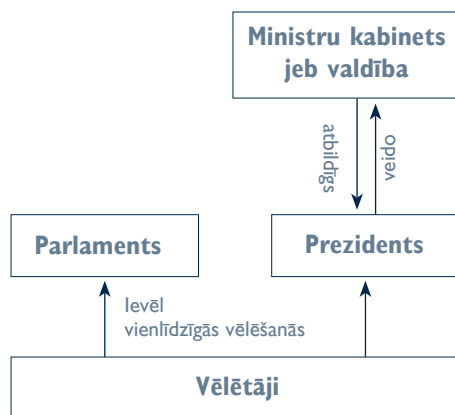 Ministru kabinets
jeb valdība
atbildīgs
veido
Parlaments
Prezidents
Ievēl
vienlīdzīgās vēlēšanās
Vēlētāji